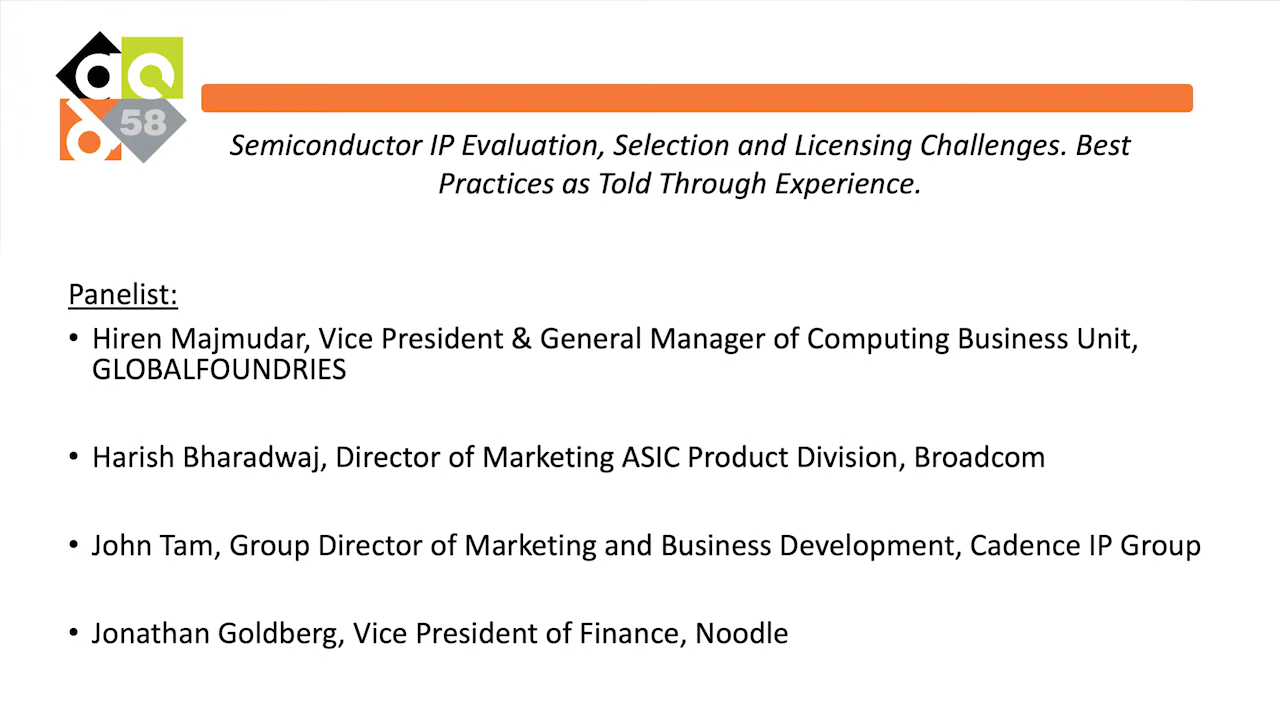 dac
58
Semiconductor IP Evaluation, Selection and Licensing Challenges. Best
Practices as Told Through Experience.
Panelist:
• Hiren Majmudar, Vice President & General Manager of Computing Business Unit,
GLOBALFOUNDRIES
• Harish Bharadwaj, Director of Marketing ASIC Product Division, Broadcom
• John Tam, Group Director of Marketing and Business Development, Cadence IP Group
• Jonathan Goldberg, Vice President of Finance, Noodle